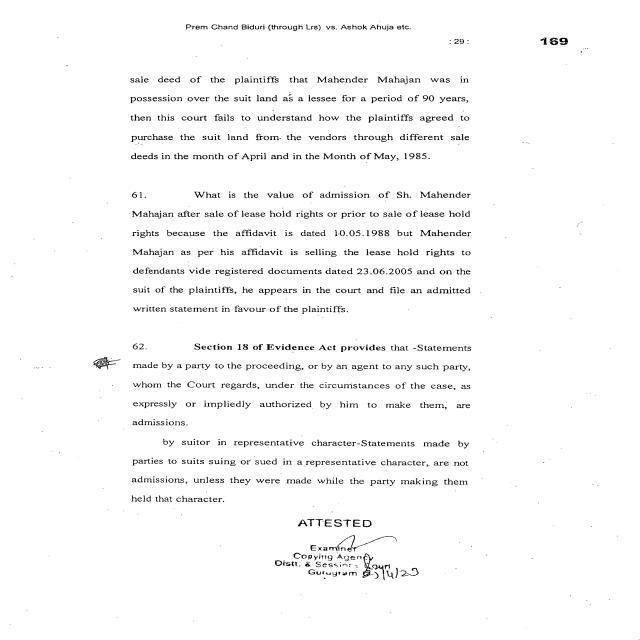 Prem Chand Biduri (through Lrs) vs. Ashok Ahuja etc.
: 29 :
169
sale deed of the plaintiffs that Mahender Mahajan was in
possession over the suit land as a lessee for a period of 90 years,
then this court fails to understand how the plaintiffs agreed to
purchase the suit land from the vendors through different sale
deeds in the month of April and in the Month of May, 1985.
61. What is the value of admission of Sh. Mahender
Mahajan after sale of lease hold rights or prior to sale of lease hold
rights because the affidavit is dated 10.05.1988 but Mahender
Mahajan as per his affidavit is selling the lease hold rights to
defendants vide registered documents dated 23.06.2005 and on the
suit of the plaintiffs, he appears in the court and file an admitted
written statement in favour of the plaintiffs.
62. Section 18 of Evidence Act provides that -Statements
made by a party to the proceeding, or by an agent to any such party,
whom the Court regards, under the circumstances of the case, as
expressly or impliedly authorized by him to make them, are
admissions.
by suitor in representative character-Statements made by
parties to suits suing or sued in a representative character, are not
admissions, unless they were made while the party making them
held that character.
ATTESTED
Examiner
Copying Agency
Distt. & Sessions Court
Gurugram